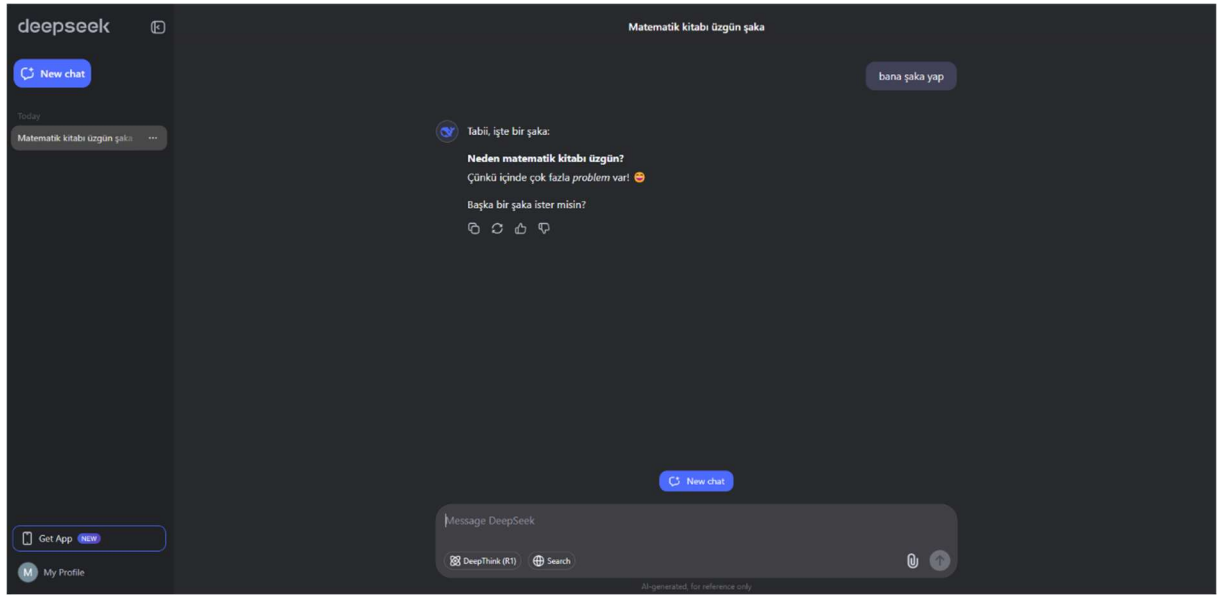 deepseek
New chat
Today
Matematik kitabı üzgün şaka
Get App NEW
M My Profile
Matematik kitabı üzgün şaka
bana şaka yap
Tabii, işte bir şaka:
Neden matematik kitabı üzgün?
Çünkü içinde çok fazla problem var! 😄
Başka bir şaka ister misin?
New chat
Message DeepSeek
DeepThink (R1) Search
AI-generated, for reference only